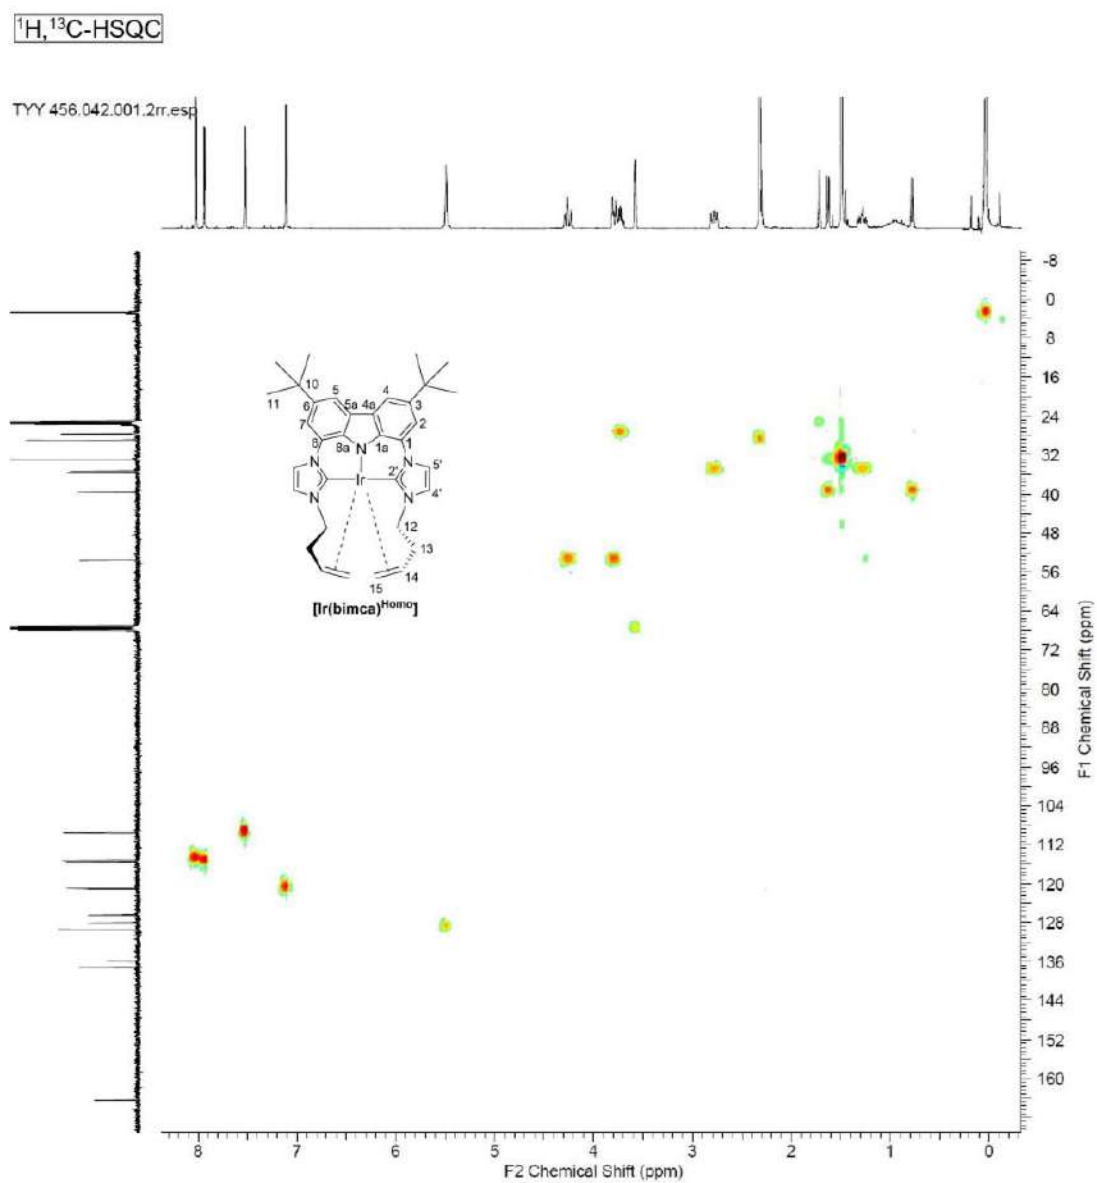 ¹H,¹³C-HSQC
TYY 456.042.001.2rr.esp
-8
0
8
16
24
32
40
48
56
64
72
80
88
96
104
112
120
128
136
144
152
160
F1 Chemical Shift (ppm)
10
5
4
11
6
5a
4a
3
7
2
8
8a
N
1a
1
N
N
5'
Ir
2'
N
N
4'
12
13
14
15
[Ir(bimca)ᴴᵒᵐᵒ]
8 7 6 5 4 3 2 1 0
F2 Chemical Shift (ppm)